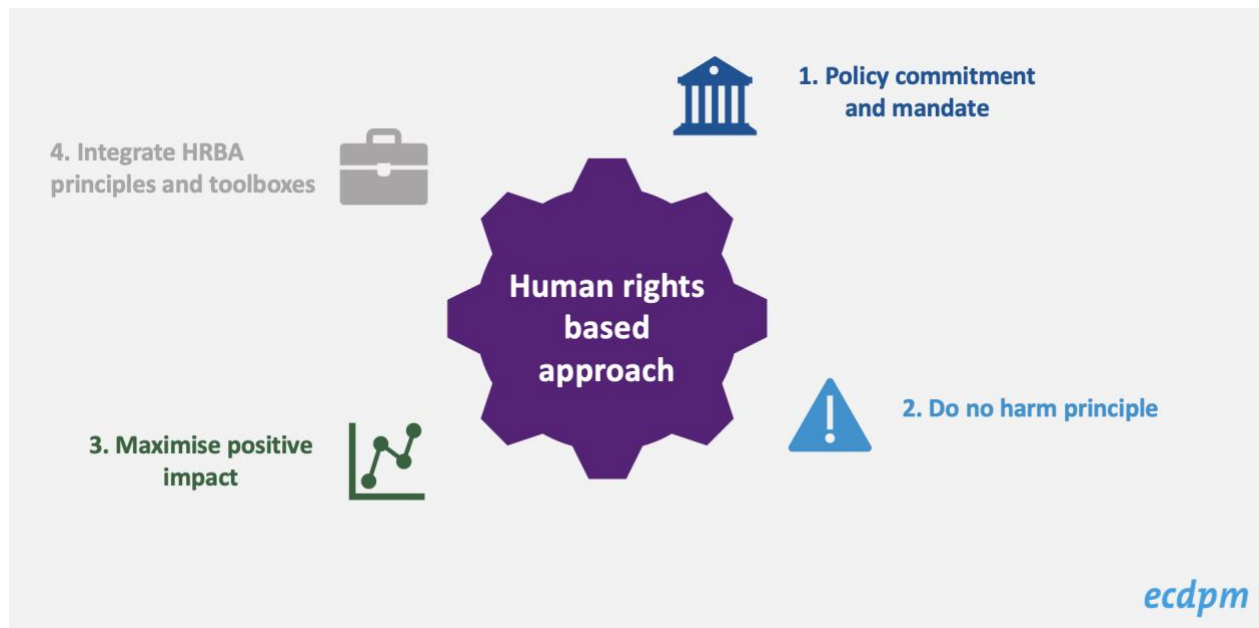 1. Policy commitment
and mandate
4. Integrate HRBA
principles and toolboxes
Human rights
based
approach
2. Do no harm principle
3. Maximise positive
impact
ecdpm